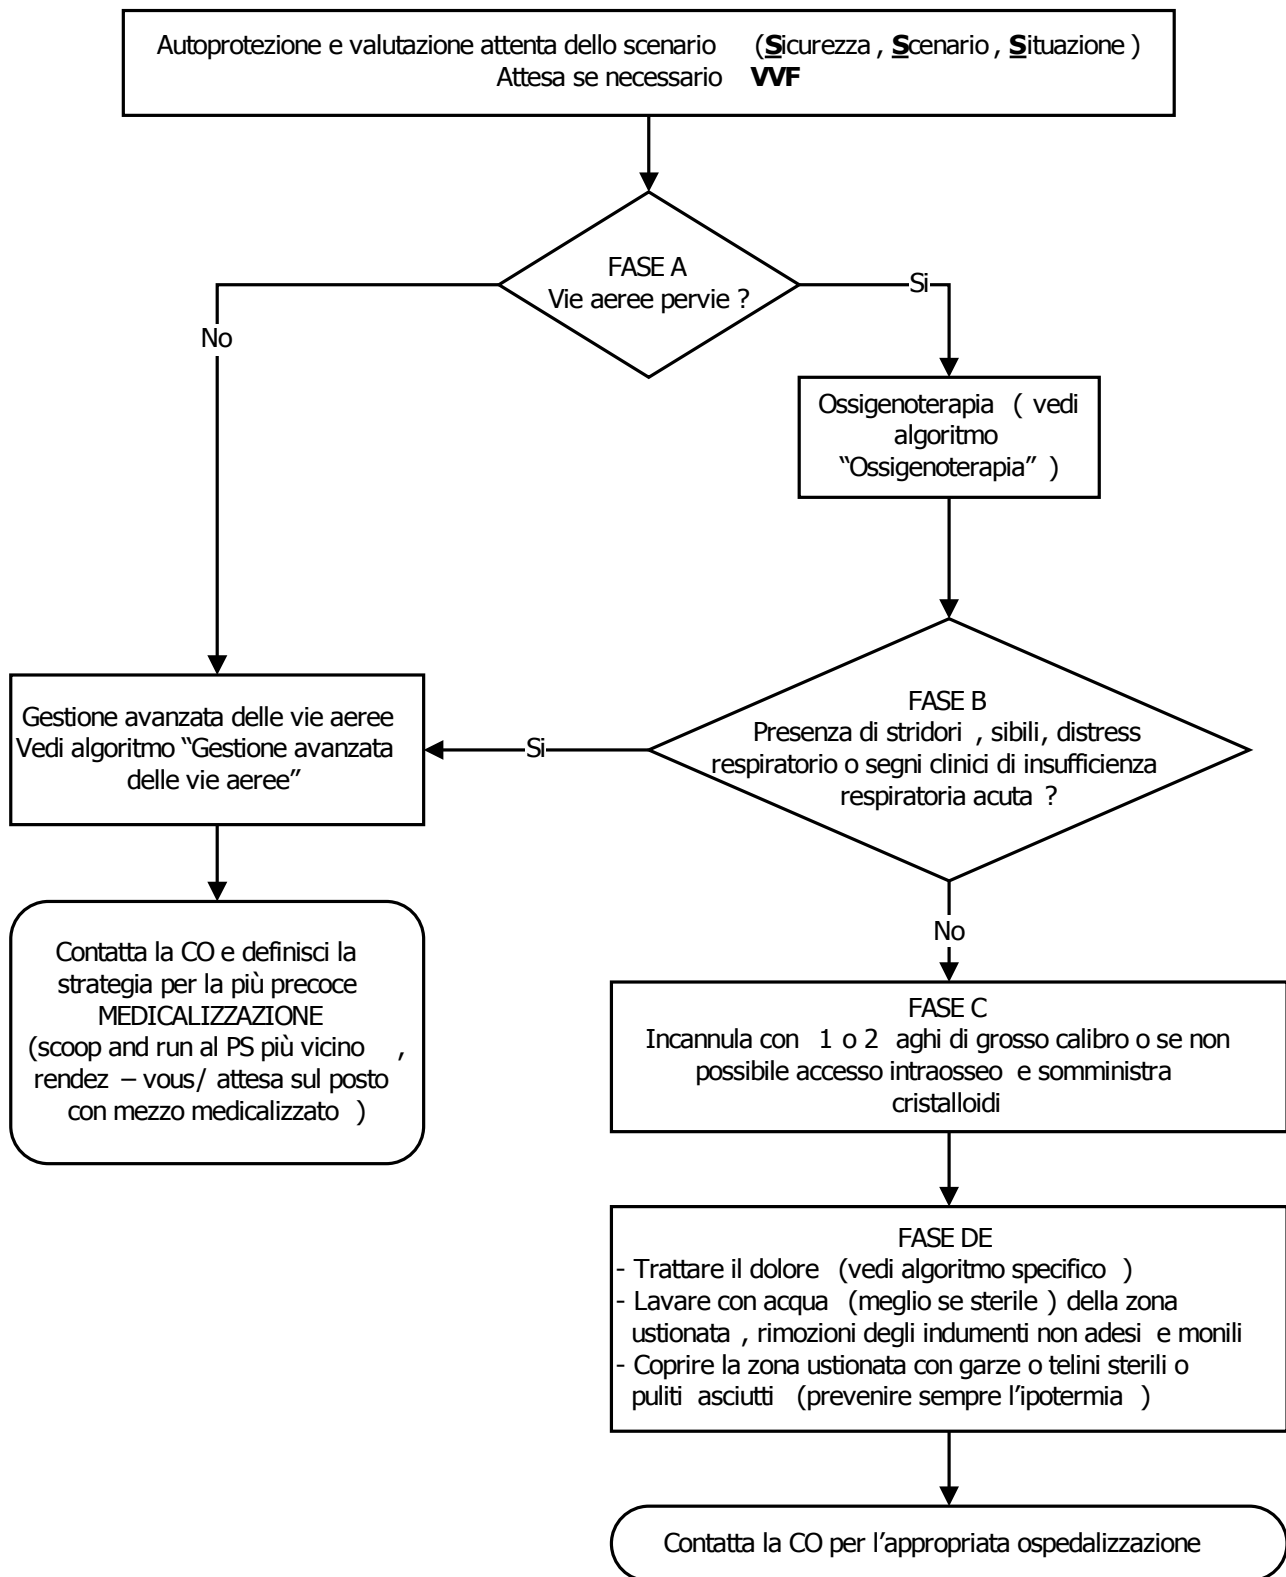 Autoprotezione e valutazione attenta dello scenario (Sicurezza, Scenario, Situazione)
Attesa se necessario VVF
FASE A
Vie aeree pervie ?
Si
No
Ossigenoterapia ( vedi
algoritmo
“Ossigenoterapia” )
FASE B
Presenza di stridori , sibili, distress
respiratorio o segni clinici di insufficienza
respiratoria acuta ?
Si
Gestione avanzata delle vie aeree
Vedi algoritmo “Gestione avanzata
delle vie aeree”
Contatta la CO e definisci la
strategia per la più precoce
MEDICALIZZAZIONE
(scoop and run al PS più vicino ,
rendez – vous/ attesa sul posto
con mezzo medicalizzato )
No
FASE C
Incannula con 1 o 2 aghi di grosso calibro o se non
possibile accesso intraosseo e somministra
cristalloidi
FASE DE
- Trattare il dolore (vedi algoritmo specifico )
- Lavare con acqua (meglio se sterile ) della zona
ustionata , rimozioni degli indumenti non adesi e monili
- Coprire la zona ustionata con garze o telini sterili o
puliti asciutti (prevenire sempre l’ipotermia )
Contatta la CO per l’appropriata ospedalizzazione